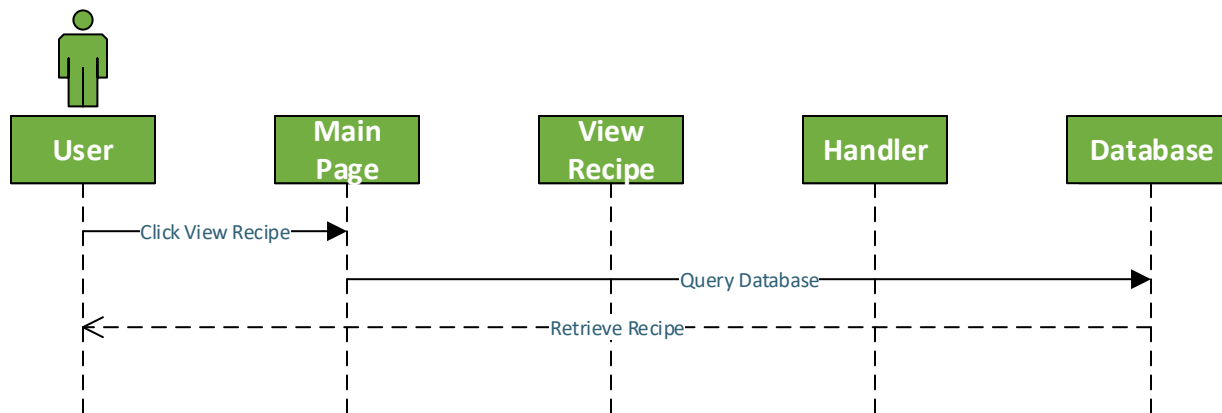 User
Main
Page
View
Recipe
Handler
Database
Click View Recipe
Query Database
Retrieve Recipe